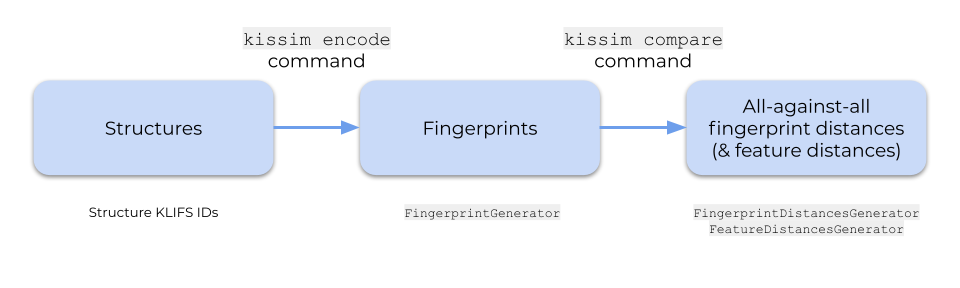 kissim encode
command
kissim compare
command
Structures
Fingerprints
All-against-all
fingerprint distances
(& feature distances)
Structure KLIFS IDs
FingerprintGenerator
FingerprintDistancesGenerator
FeatureDistancesGenerator